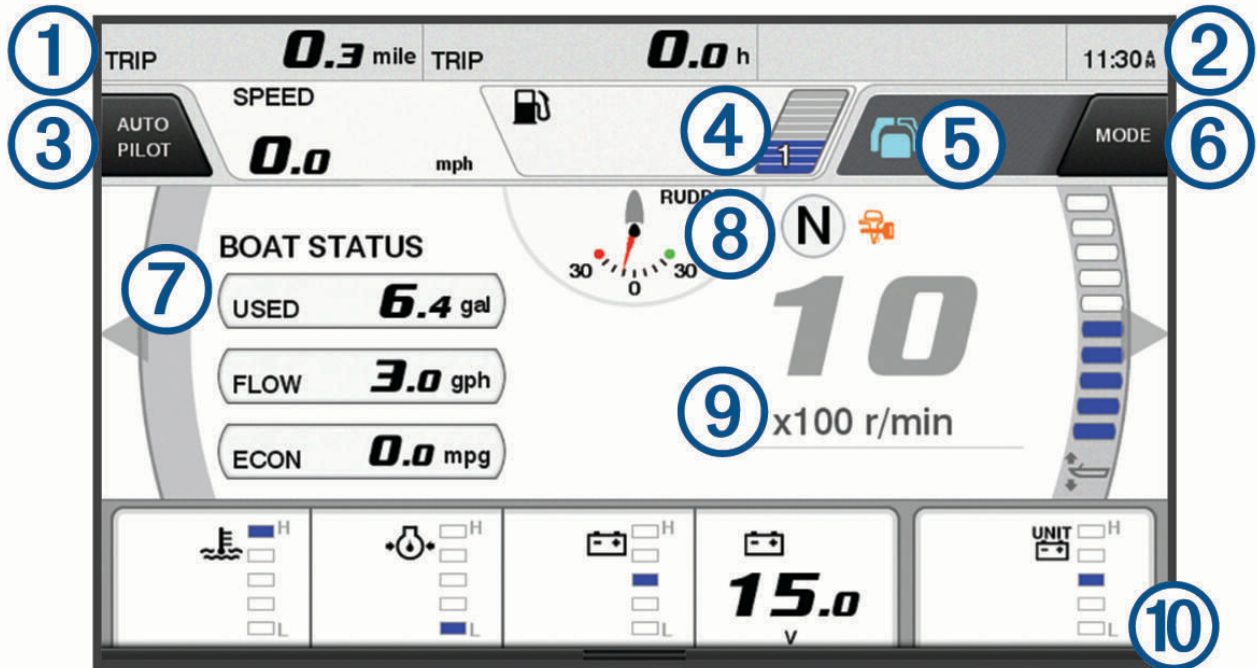 1
TRIP 0.3 mile TRIP 0.0 h 11:30A
2
3
AUTO
PILOT
SPEED
0.0 mph
4
1
5
MODE
6
7
BOAT STATUS
USED 6.4 gal
FLOW 3.0 gph
ECON 0.0 mpg
30 0 30
8
N
10
9
x100 r/min
H
L
H
L
H
L
15.0
V
UNIT
H
L
10